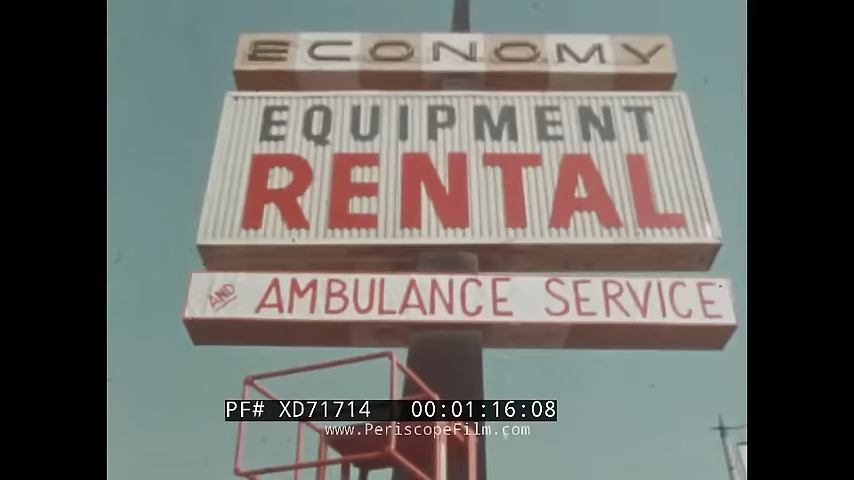 ECONOMY
EQUIPMENT
RENTAL
AND AMBULANCE SERVICE
PF# XD71714 00:01:16:08
www.PeriscopeFilm.com